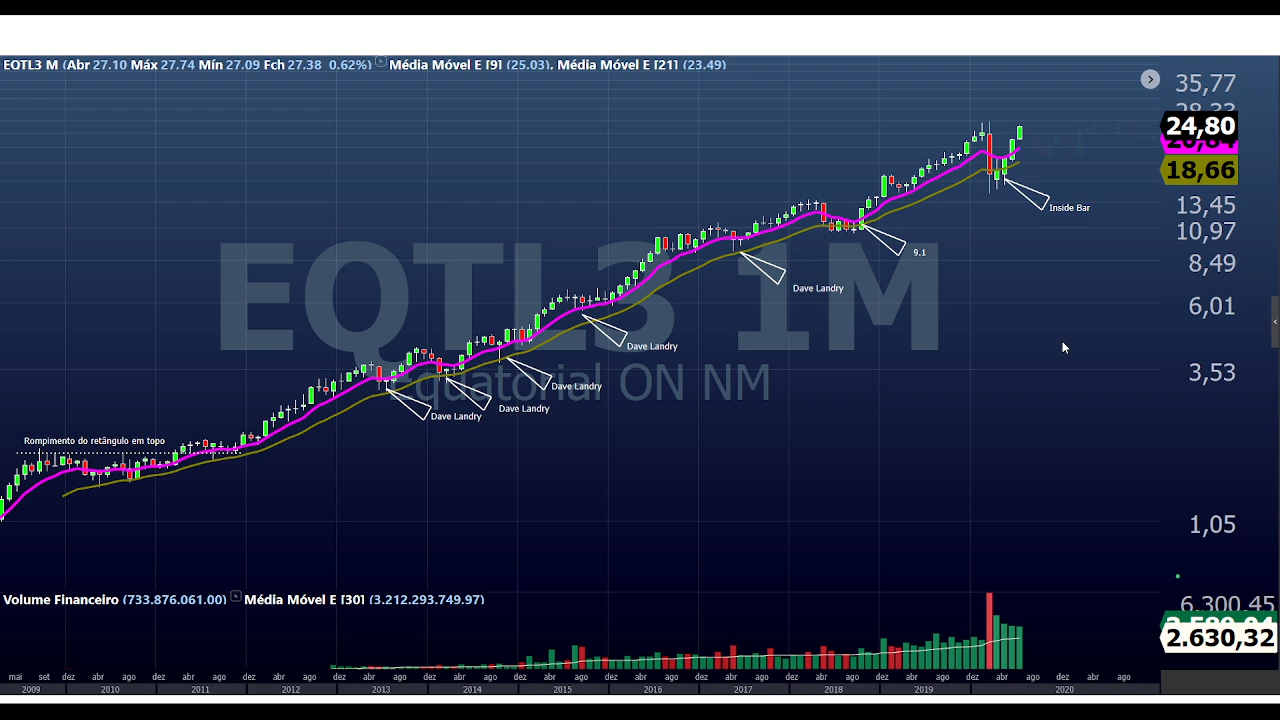 EQTL3 M (Abr 27.10 Máx 27.74 Mín 27.09 Fch 27.38 0.62%) Média Móvel E [9] (25.03). Média Móvel E [21] (23.49)
35,77
28,33
24,80
18,66
13,45
10,97
8,49
6,01
3,53
1,05
EQTL3 1M
Equatorial ON NM
Inside Bar
9.1
Dave Landry
Dave Landry
Dave Landry
Dave Landry
Dave Landry
Rompimento do retângulo em topo
Volume Financeiro (733.876.061.00) Média Móvel E [30] (3.212.293.749.97)
6.300,45
2.630,32
mai set dez abr ago dez abr ago dez abr ago dez abr ago dez abr ago dez abr ago dez abr ago dez abr ago dez abr ago dez abr ago dez abr ago dez abr ago
2009 2010 2011 2012 2013 2014 2015 2016 2017 2018 2019 2020